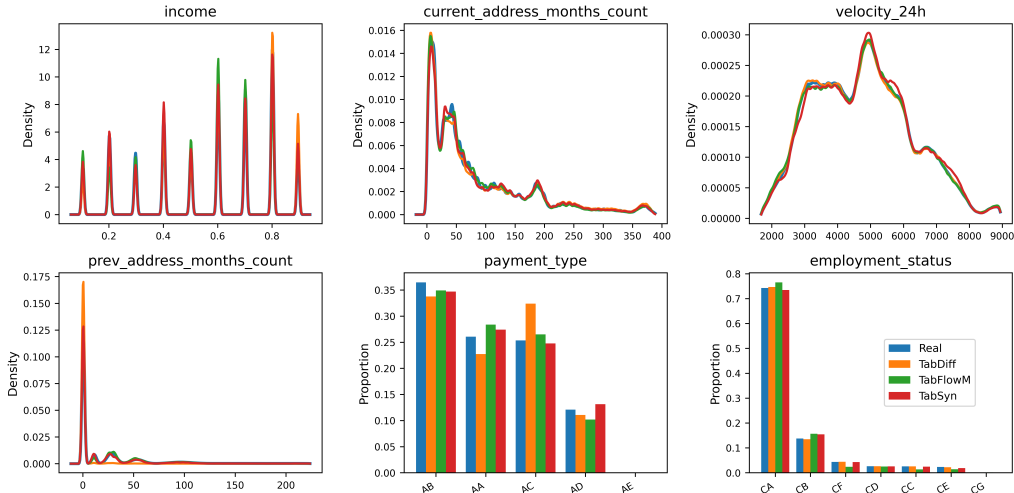 income
current_address_months_count
velocity_24h
Density
12
10
8
6
4
2
0
0.2 0.4 0.6 0.8
Density
0.016
0.014
0.012
0.010
0.008
0.006
0.004
0.002
0.000
0 50 100 150 200 250 300 350 400
Density
0.00030
0.00025
0.00020
0.00015
0.00010
0.00005
0.00000
2000 3000 4000 5000 6000 7000 8000 9000
prev_address_months_count
payment_type
employment_status
Density
0.175
0.150
0.125
0.100
0.075
0.050
0.025
0.000
0 50 100 150 200
Proportion
0.35
0.30
0.25
0.20
0.15
0.10
0.05
0.00
AB AA AC AD AE
Proportion
0.8
0.7
0.6
0.5
0.4
0.3
0.2
0.1
0.0
CA CB CF CD CC CE CG
Real
TabDiff
TabFlowM
TabSyn